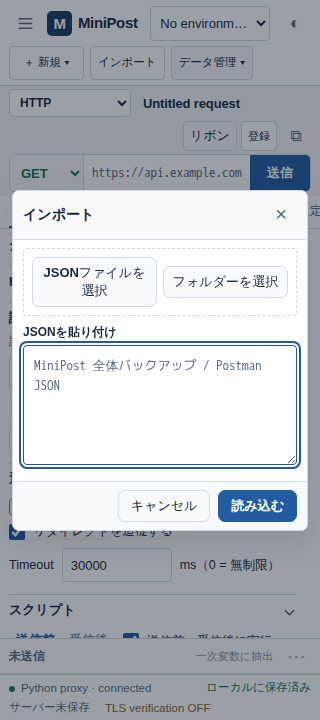 M MiniPost No environm…
＋ 新規 ▾ インポート データ管理 ▾
HTTP Untitled request
リボン 登録
GET https://api.example.com 送信
インポート ×
JSONファイルを
選択
フォルダーを選択
JSONを貼り付け
MiniPost 全体バックアップ / Postman
JSON
キャンセル 読み込む
リダイレクトを追従する
Timeout 30000 ms（0 = 無制限）
スクリプト
未送信 一次変数に抽出 ···
Python proxy · connected ローカルに保存済み
サーバー未保存 TLS verification OFF